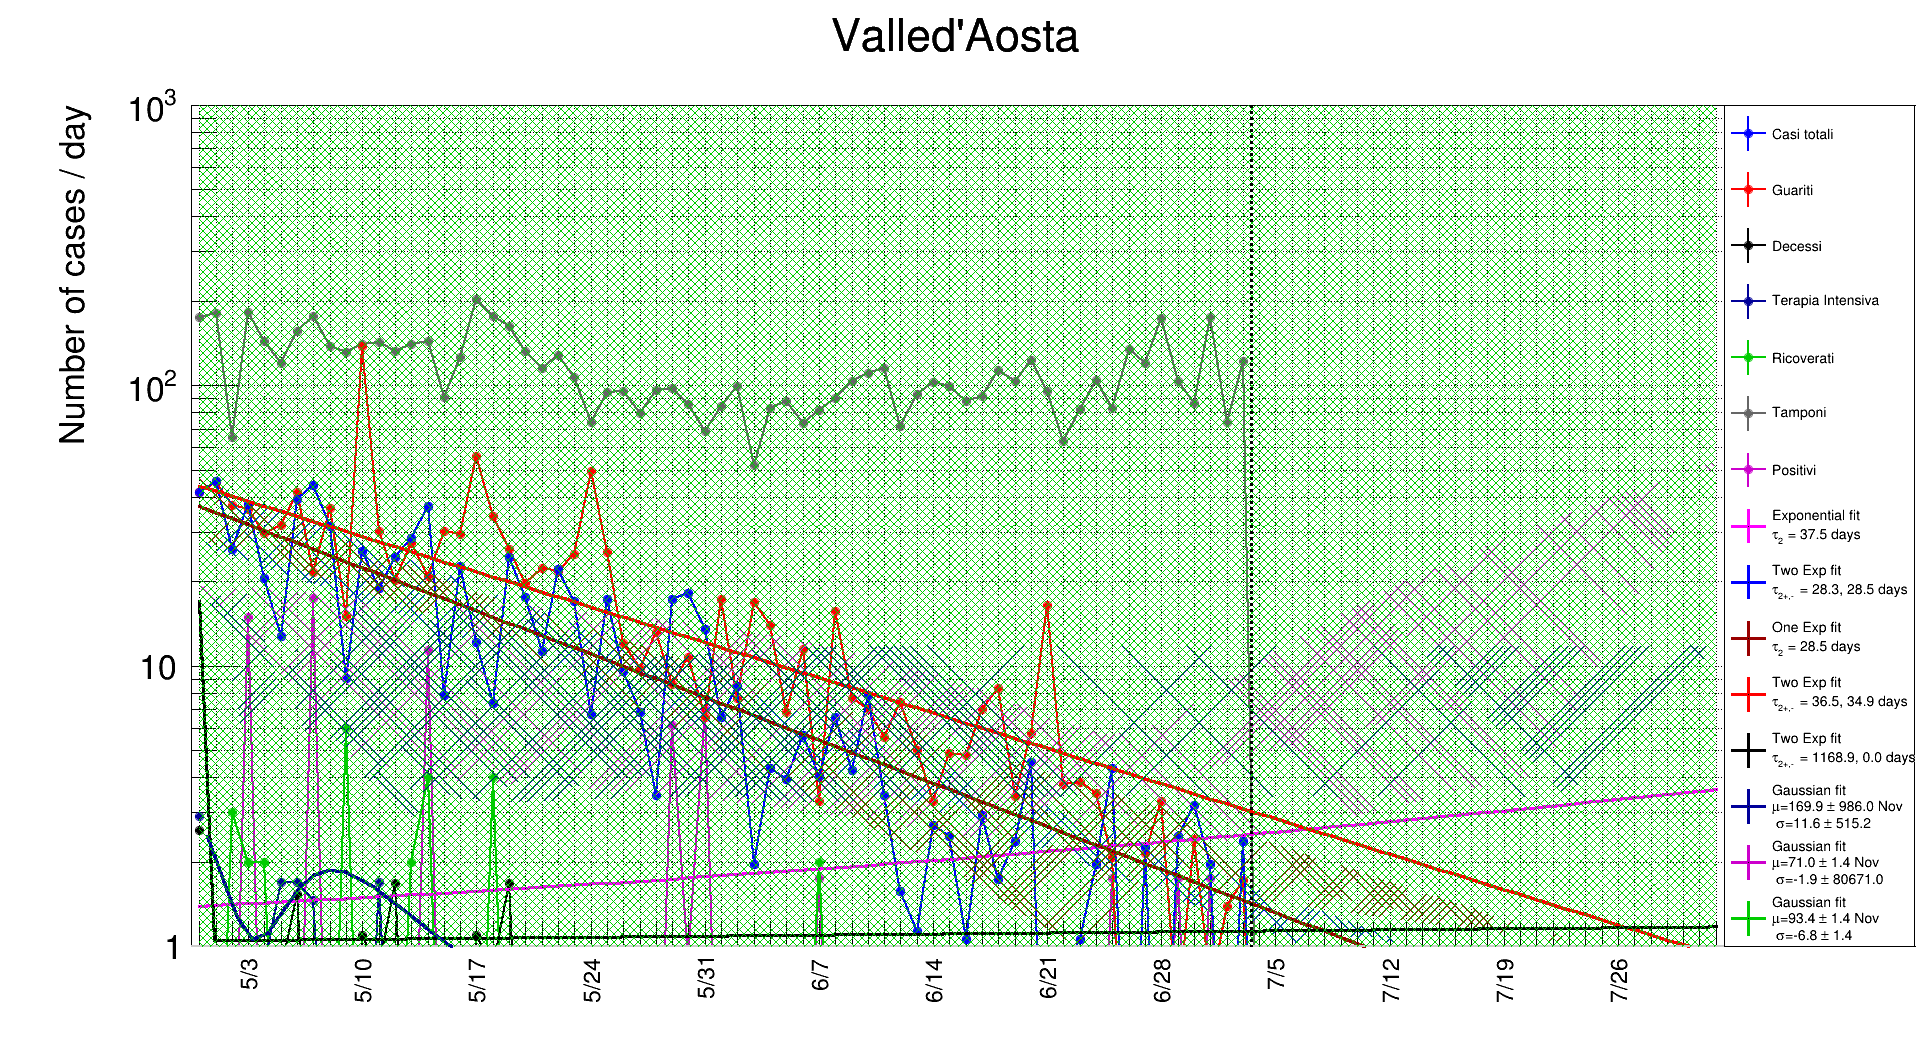 Valled'Aosta
Number of cases / day
10³
10²
10
1
5/3
5/10
5/17
5/24
5/31
6/7
6/14
6/21
6/28
7/5
7/12
7/19
7/26
Casi totali
Guariti
Decessi
Terapia Intensiva
Ricoverati
Tamponi
Positivi
Exponential fit
τ₂ = 37.5 days
Two Exp fit
τ₂₊,₋ = 28.3, 28.5 days
One Exp fit
τ₂ = 28.5 days
Two Exp fit
τ₂₊,₋ = 36.5, 34.9 days
Two Exp fit
τ₂₊,₋ = 1168.9, 0.0 days
Gaussian fit
μ=169.9 ± 986.0 Nov
σ=11.6 ± 515.2
Gaussian fit
μ=71.0 ± 1.4 Nov
σ=-1.9 ± 80671.0
Gaussian fit
μ=93.4 ± 1.4 Nov
σ=-6.8 ± 1.4